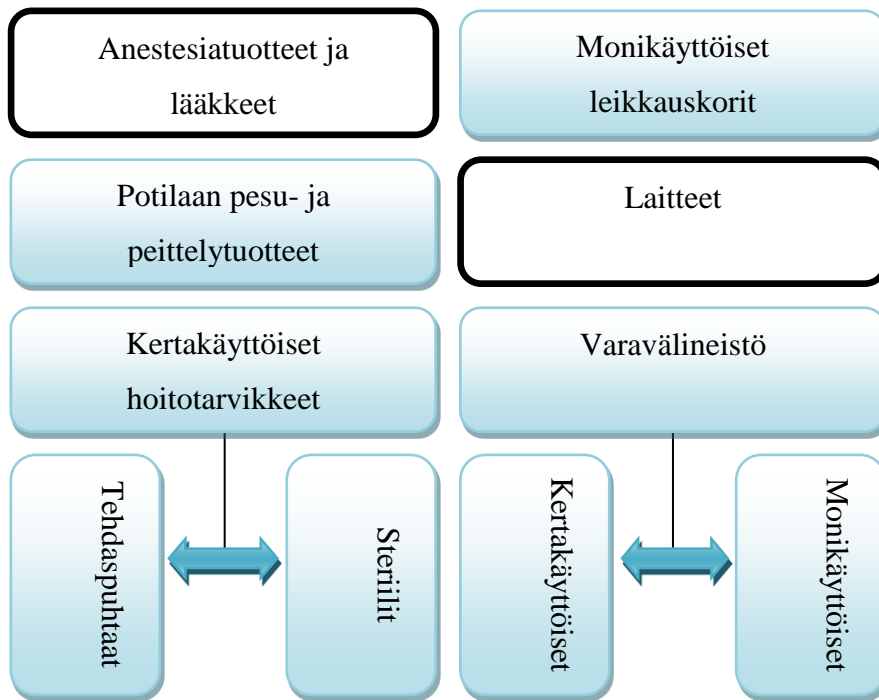 Anestesiatuotteet ja
lääkkeet
Monikäyttöiset
leikkauskorit
Potilaan pesu- ja
peittelytuotteet
Laitteet
Kertakäyttöiset
hoitotarvikkeet
Varavälineistö
Tehdaspuhtaat
Steriilit
Kertakäyttöiset
Monikäyttöiset